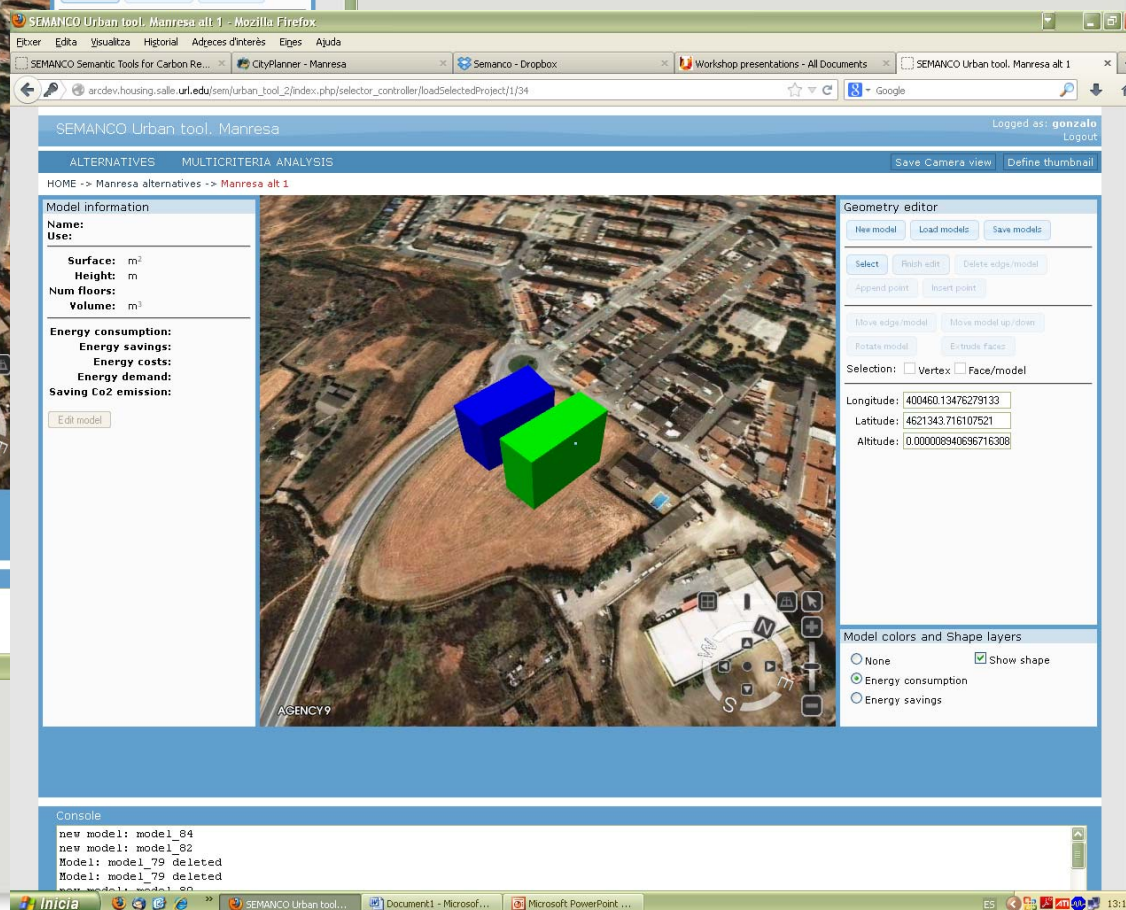 SEMANCO Urban tool. Manresa alt 1 - Mozilla Firefox
Fitxer Edita Visualitza Historial Adreces d'interès Eines Ajuda
SEMANCO Semantic Tools for Carbon Re... CityPlanner - Manresa Semanco - Dropbox Workshop presentations - All Documents SEMANCO Urban tool. Manresa alt 1
arcdev.housing.salle.url.edu/sem/urban_tool_2/index.php/selector_controller/loadSelectedProject/1/34 Google
SEMANCO Urban tool. Manresa
Logged as: gonzalo
Logout
ALTERNATIVES MULTICRITERIA ANALYSIS Save Camera view Define thumbnail
HOME -> Manresa alternatives -> Manresa alt 1
Model information
Name:
Use:
Surface: m²
Height: m
Num floors:
Volume: m³
Energy consumption:
Energy savings:
Energy costs:
Energy demand:
Saving Co2 emission:
Edit model
N
W
E
S
AGENCY9
Geometry editor
New model Load models Save models
Select Finish edit Delete edge/model
Append point Insert point
Move edge/model Move model up/down
Rotate model Extrude faces
Selection: Vertex Face/model
Longitude: 400460.13476279133
Latitude: 4621343.716107521
Altitude: 0.000008940696716308
Model colors and Shape layers
None Show shape
Energy consumption
Energy savings
Console
new model: model_84
new model: model_82
Model: model_79 deleted
Model: model_79 deleted
Inicia » SEMANCO Urban tool... Document1 - Microsof... Microsoft PowerPoint ... ES 13:1